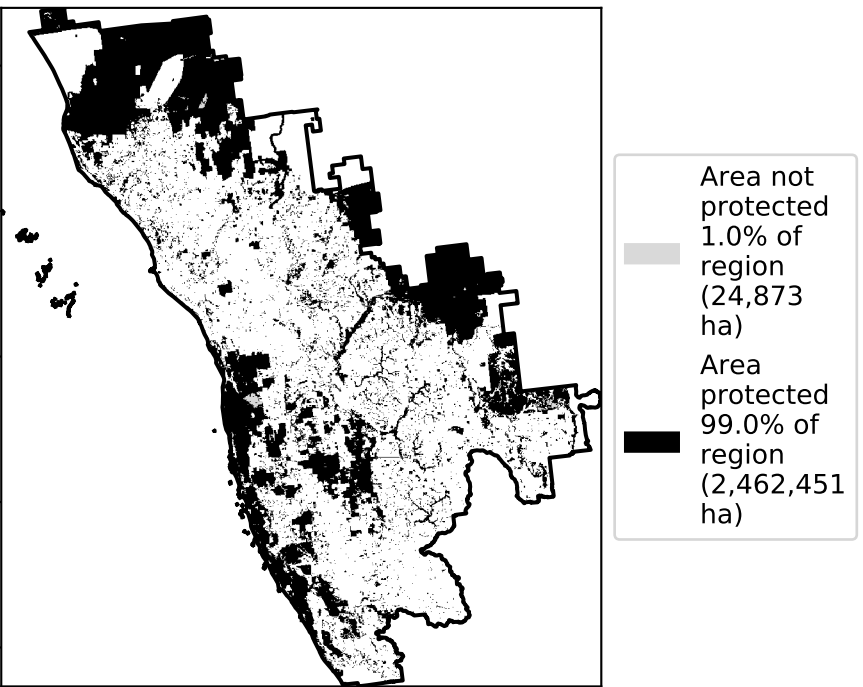 Area not
protected
1.0% of
region
(24,873
ha)
Area
protected
99.0% of
region
(2,462,451
ha)